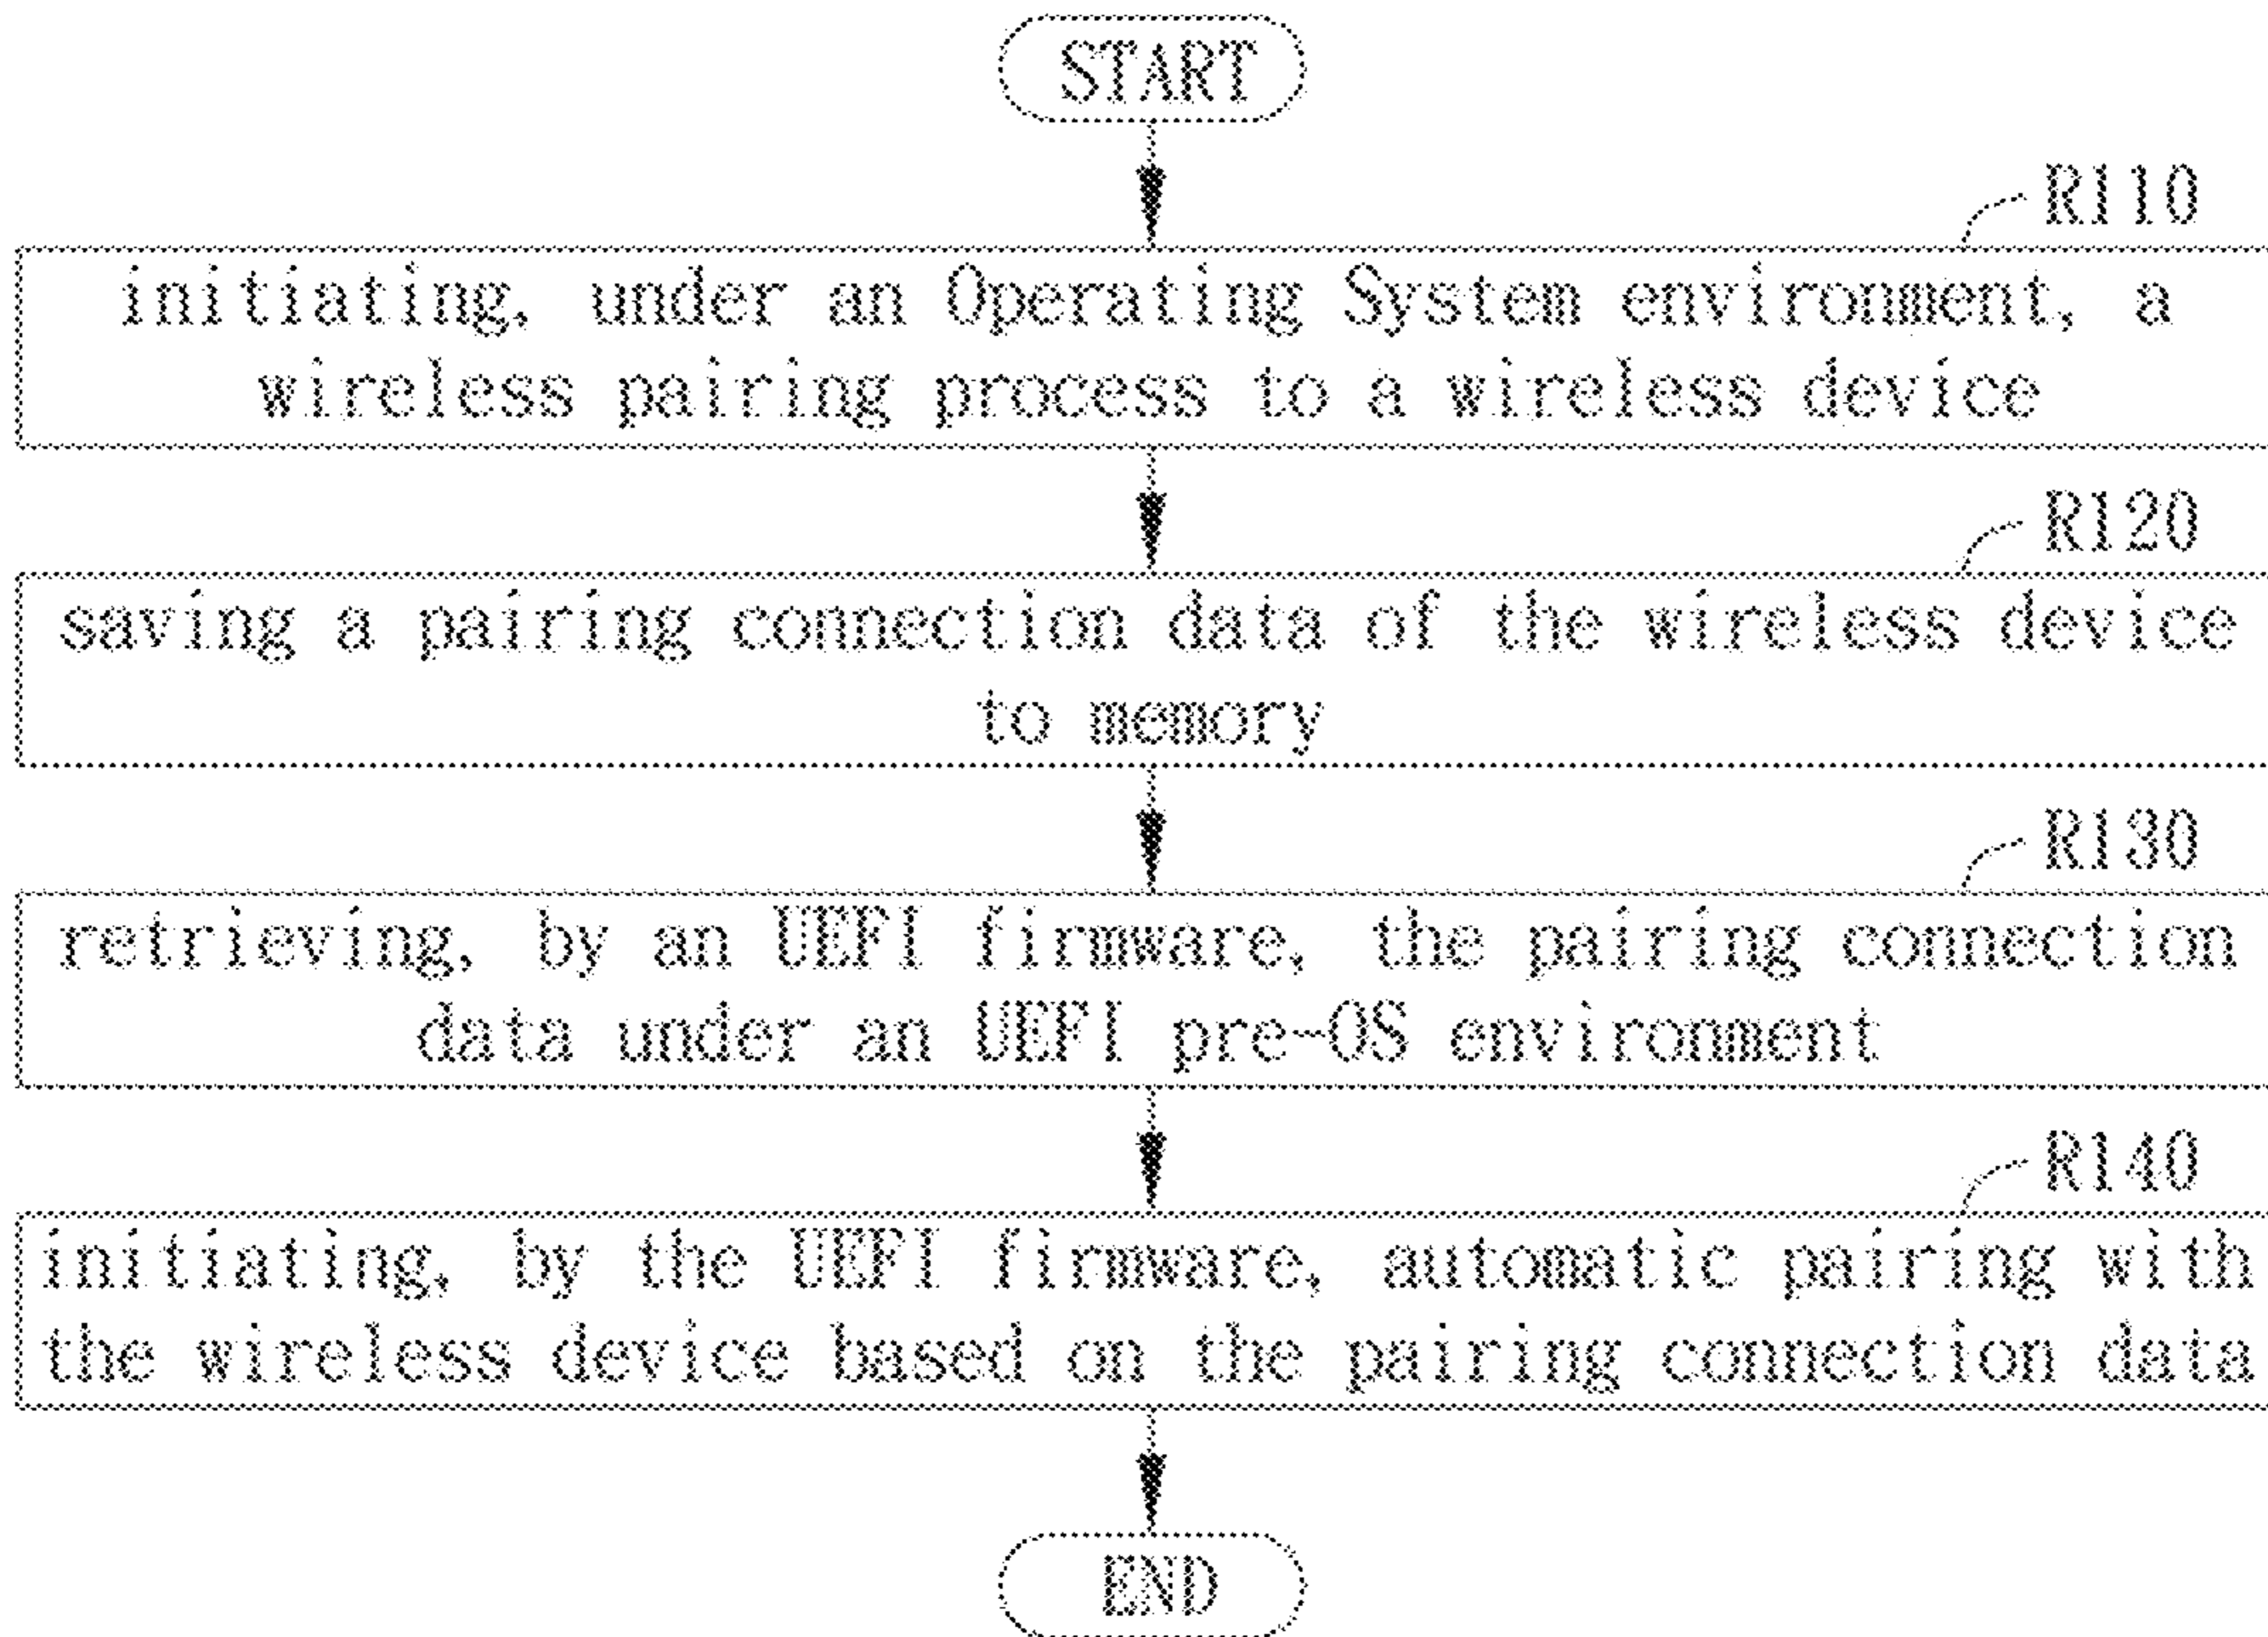 START
R110
initiating, under an Operating System environment, a
wireless pairing process to a wireless device
R120
saving a pairing connection data of the wireless device
to memory
R130
retrieving, by an UEFI firmware, the pairing connection
data under an UEFI pre-OS environment
R140
initiating, by the UEFI firmware, automatic pairing with
the wireless device based on the pairing connection data
END